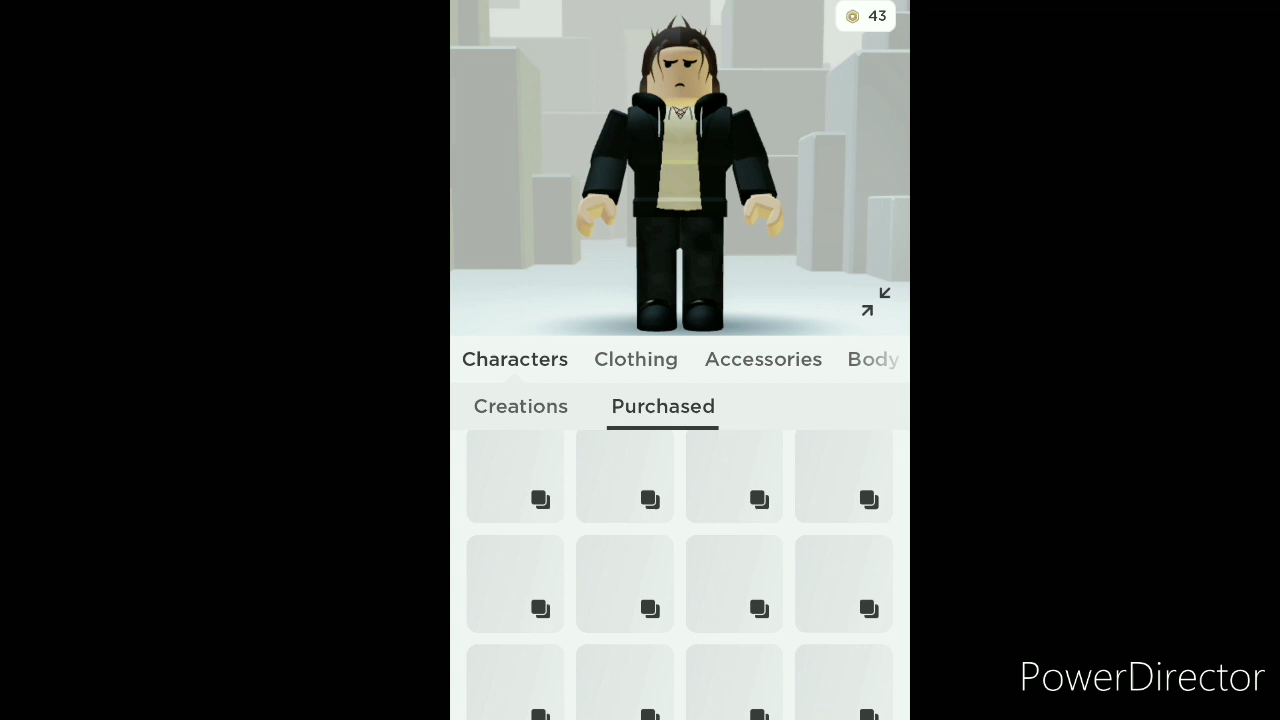 43
Characters Clothing Accessories Body
Creations Purchased
PowerDirector